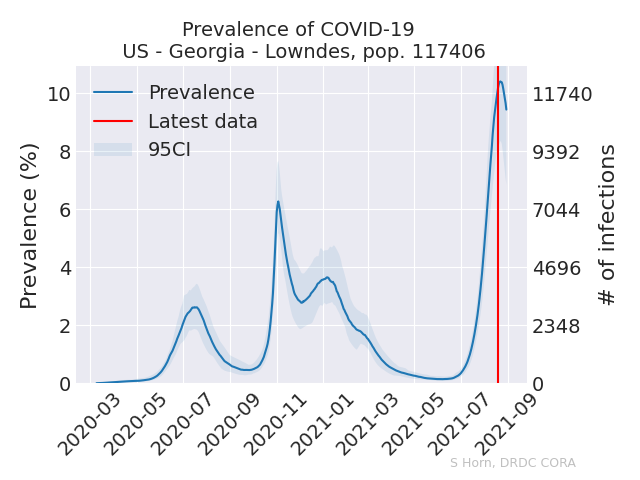 Prevalence of COVID-19
US - Georgia - Lowndes, pop. 117406
Prevalence
Latest data
95CI
Prevalence (%)
10
8
6
4
2
0
11740
9392
7044
4696
2348
0
# of infections
2020-03
2020-05
2020-07
2020-09
2020-11
2021-01
2021-03
2021-05
2021-07
2021-09
S Horn, DRDC CORA